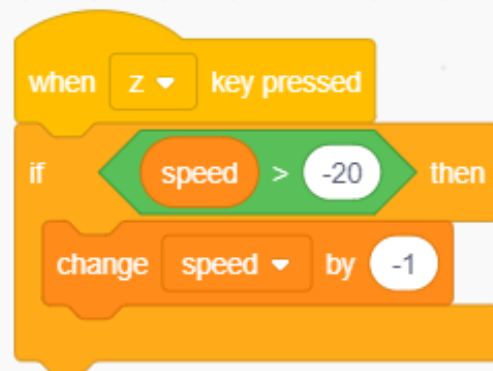 when z key pressed
if speed > -20 then
change speed by -1